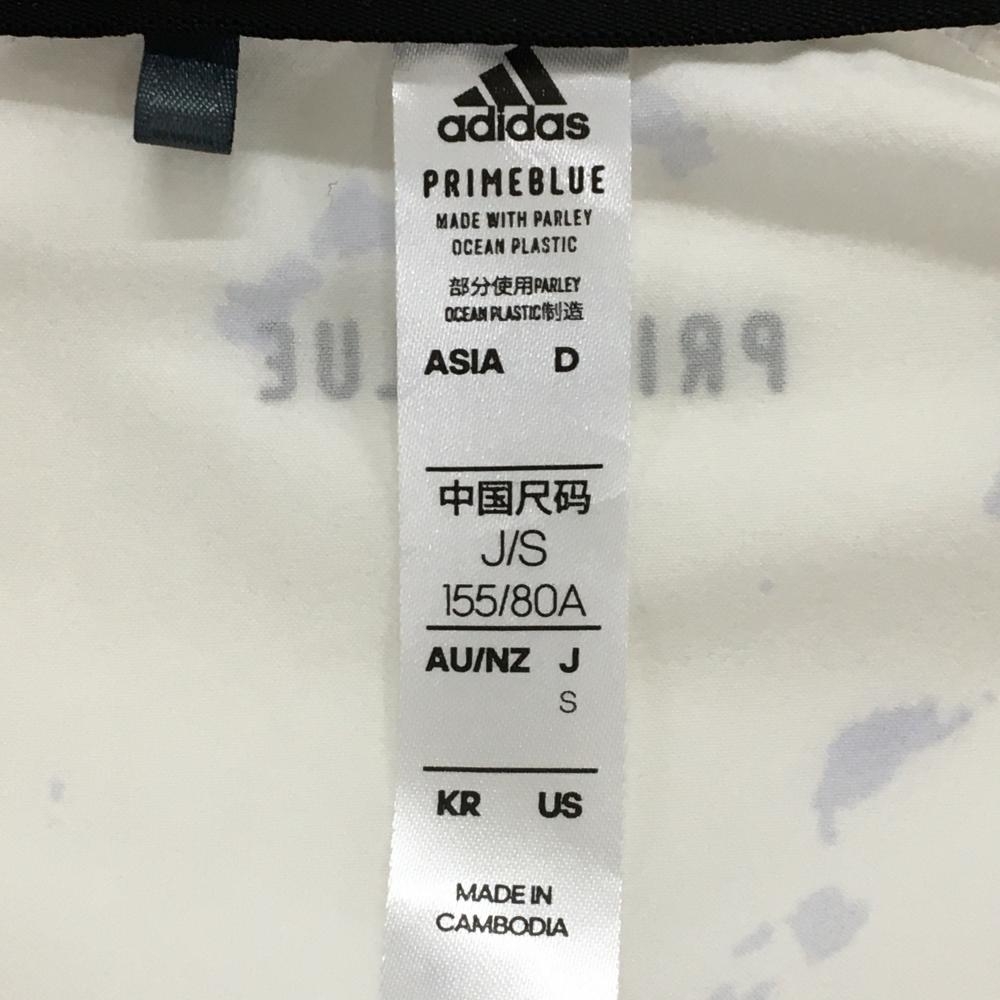 adidas
PRIMEBLUE
MADE WITH PARLEY
OCEAN PLASTIC
部分使用PARLEY
OCEAN PLASTIC制造
ASIA D
中国尺码
J/S
155/80A
AU/NZ J
S
KR US
MADE IN
CAMBODIA